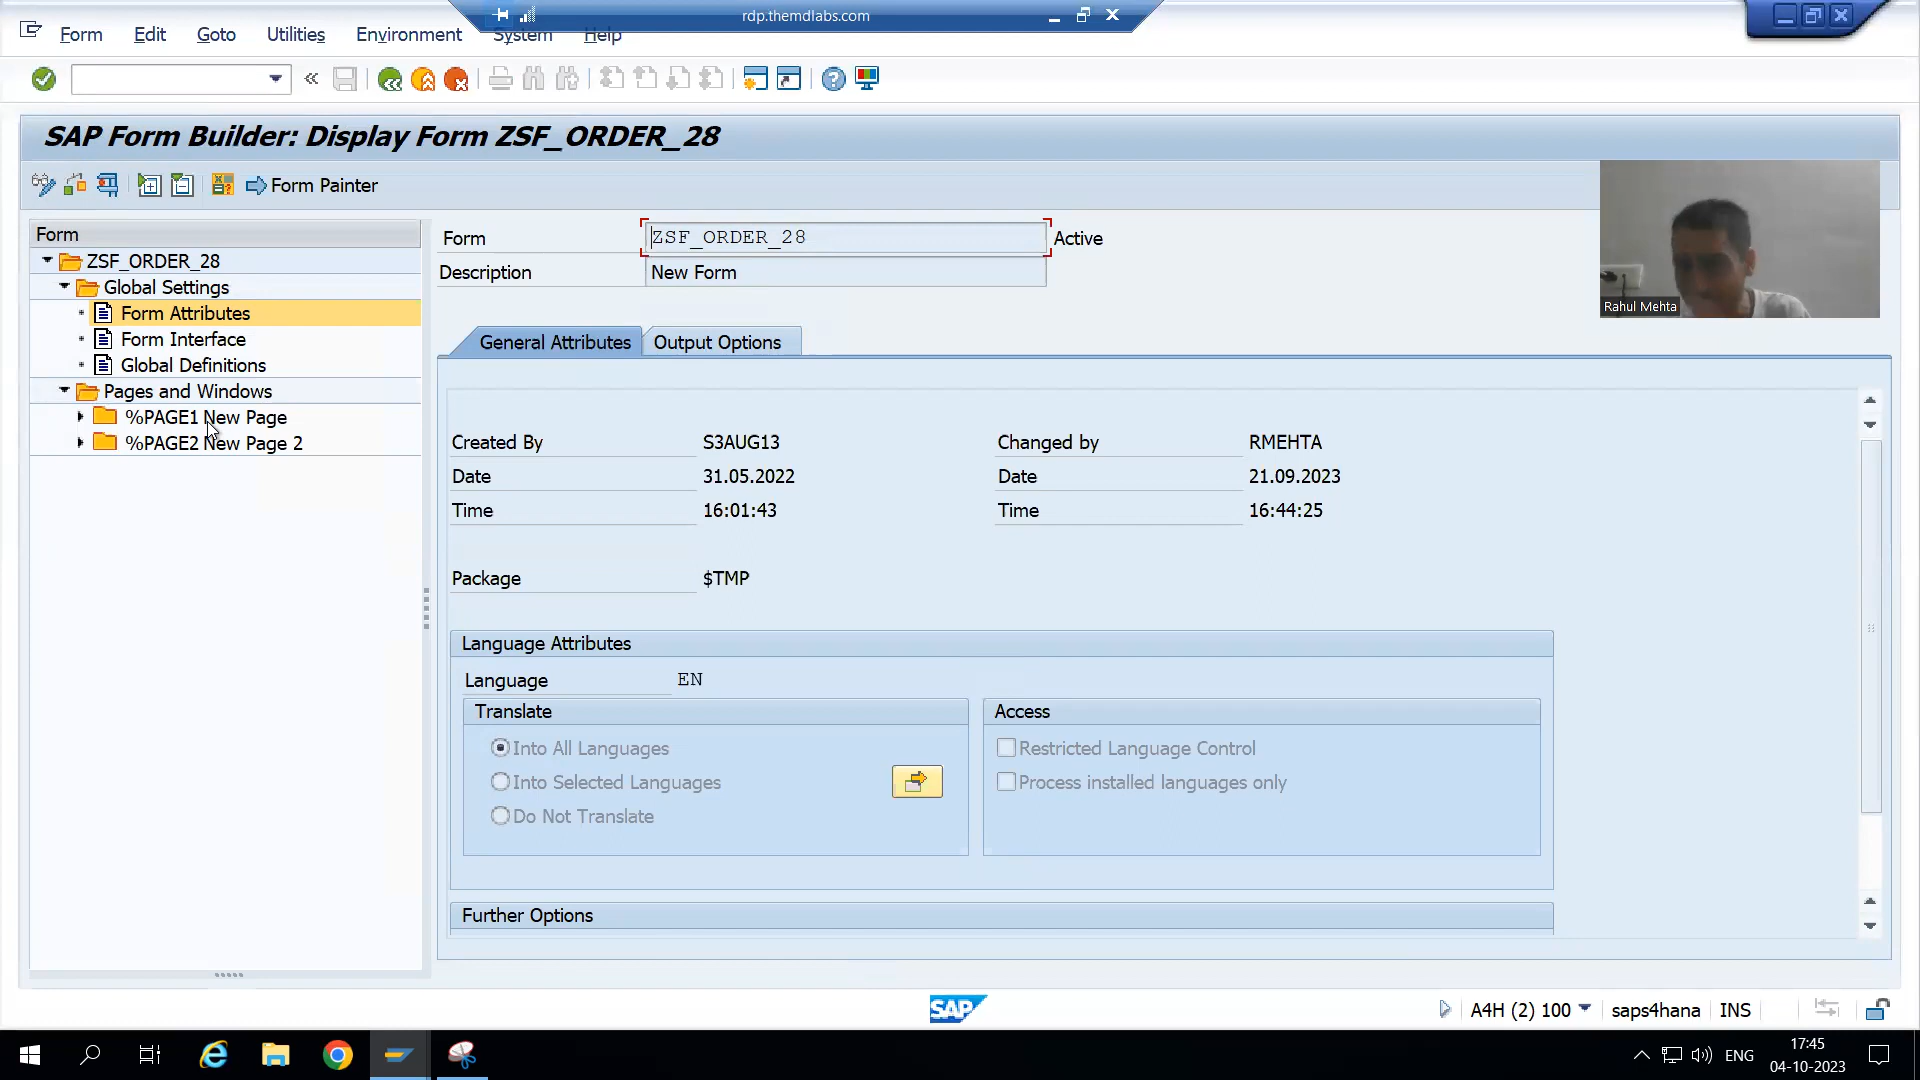 rdp.themdlabs.com
Form Edit Goto Utilities Environment System Help
SAP Form Builder: Display Form ZSF_ORDER_28
Form Painter
Form
ZSF_ORDER_28
Global Settings
Form Attributes
Form Interface
Global Definitions
Pages and Windows
%PAGE1 New Page
%PAGE2 New Page 2
Form ZSF_ORDER_28 Active
Description New Form
Rahul Mehta
General Attributes Output Options
Created By S3AUG13 Changed by RMEHTA
Date 31.05.2022 Date 21.09.2023
Time 16:01:43 Time 16:44:25
Package $TMP
Language Attributes
Language EN
Translate Access
Into All Languages Restricted Language Control
Into Selected Languages Process installed languages only
Do Not Translate
Further Options
SAP A4H (2) 100 saps4hana INS
ENG 17:45
04-10-2023